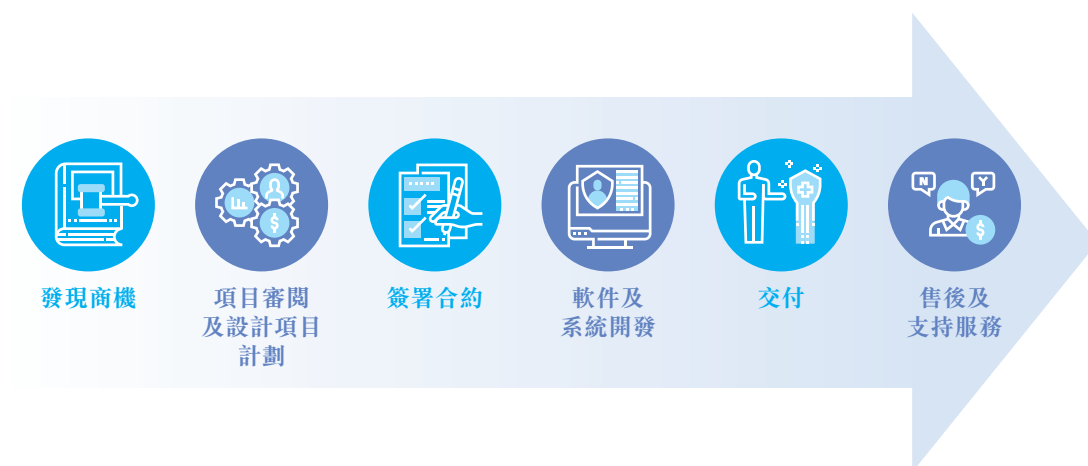 N
Y
$
$
發現商機
項目審閱
及設計項目
計劃
簽署合約
軟件及
系統開發
交付
售後及
支持服務